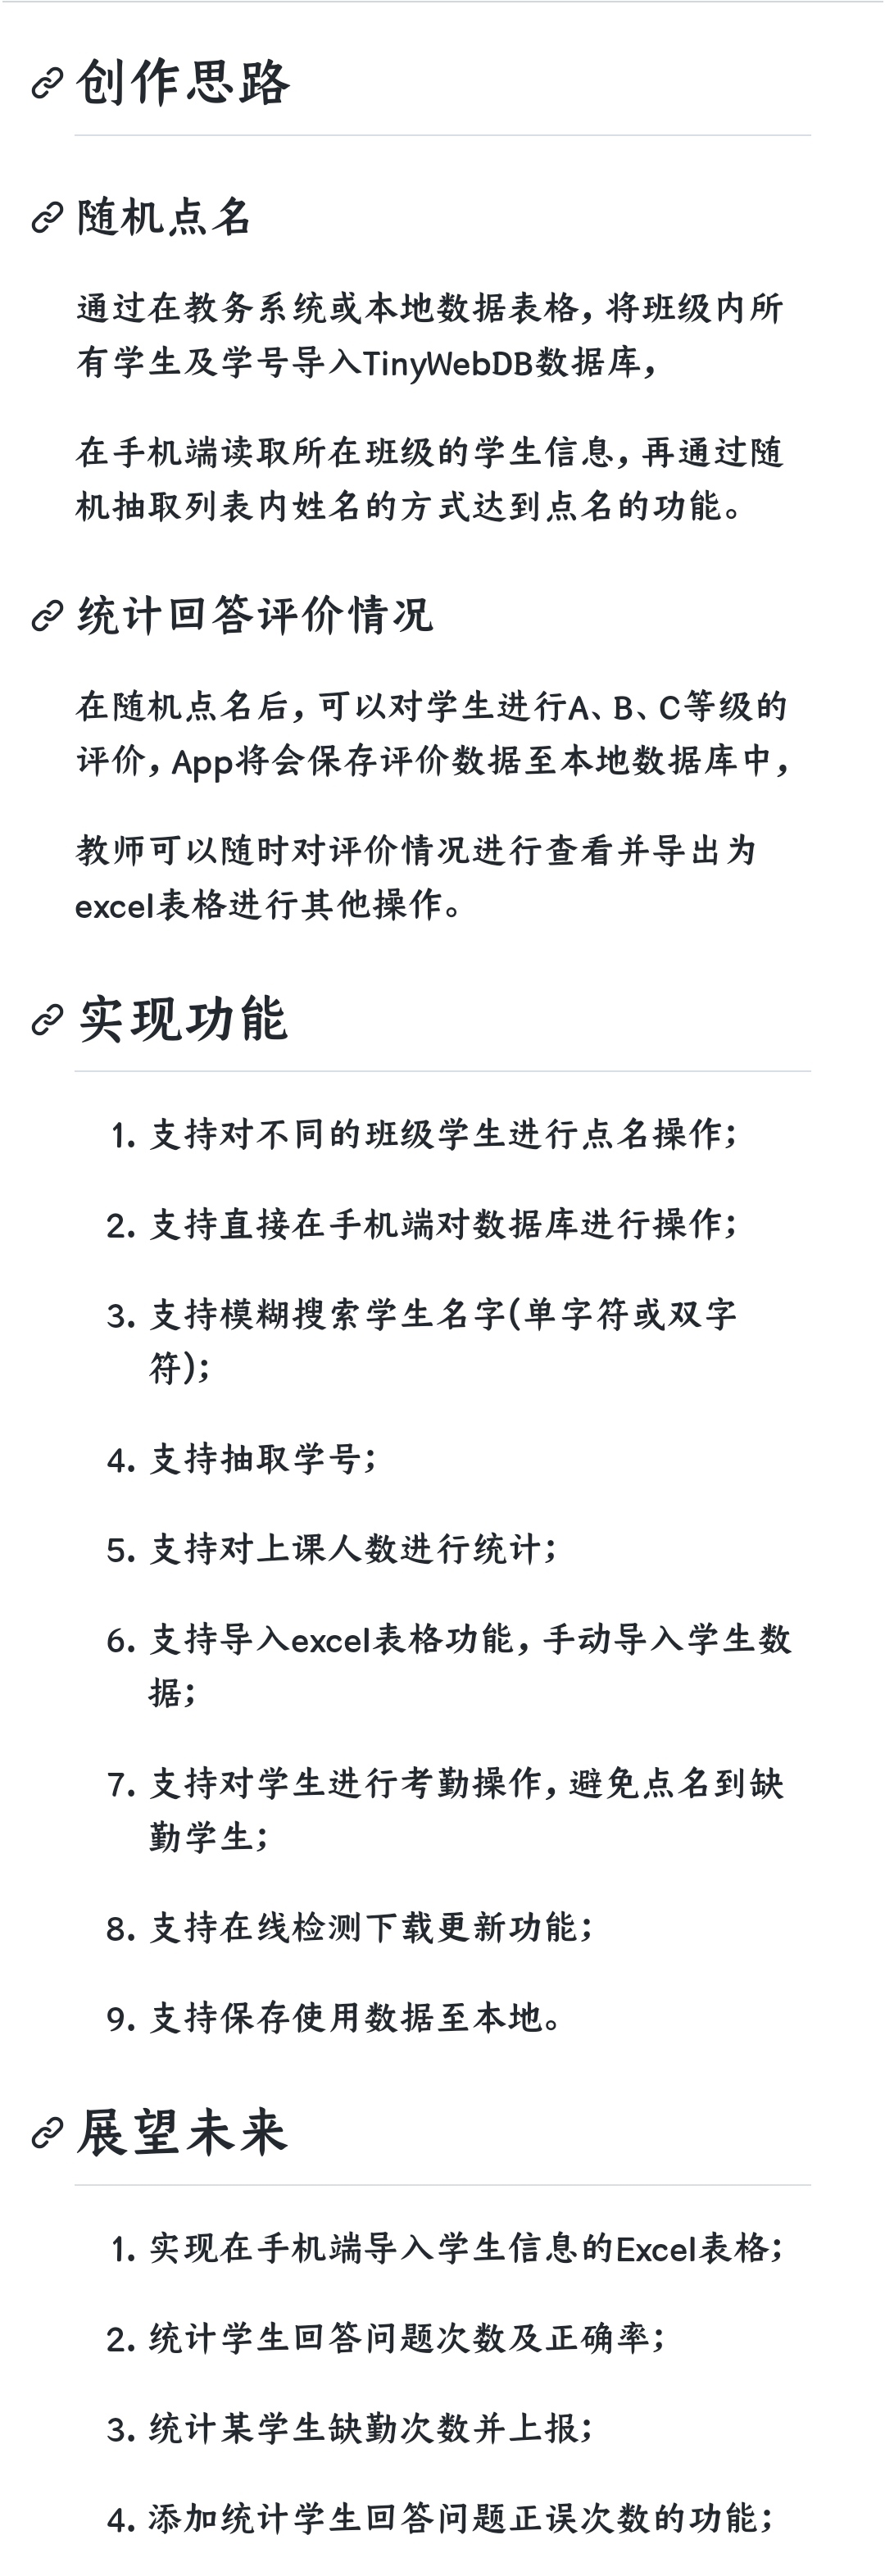 创作思路
随机点名
通过在教务系统或本地数据表格,将班级内所
有学生及学号导入TinyWebDB数据库,
在手机端读取所在班级的学生信息,再通过随
机抽取列表内姓名的方式达到点名的功能。
统计回答评价情况
在随机点名后,可以对学生进行A、B、C等级的
评价,App将会保存评价数据至本地数据库中,
教师可以随时对评价情况进行查看并导出为
excel表格进行其他操作。
实现功能
1. 支持对不同的班级学生进行点名操作;
2. 支持直接在手机端对数据库进行操作;
3. 支持模糊搜索学生名字(单字符或双字
符);
4. 支持抽取学号;
5. 支持对上课人数进行统计;
6. 支持导入excel表格功能,手动导入学生数
据;
7. 支持对学生进行考勤操作,避免点名到缺
勤学生;
8. 支持在线检测下载更新功能;
9. 支持保存使用数据至本地。
展望未来
1. 实现在手机端导入学生信息的Excel表格;
2. 统计学生回答问题次数及正确率;
3. 统计某学生缺勤次数并上报;
4. 添加统计学生回答问题正误次数的功能;